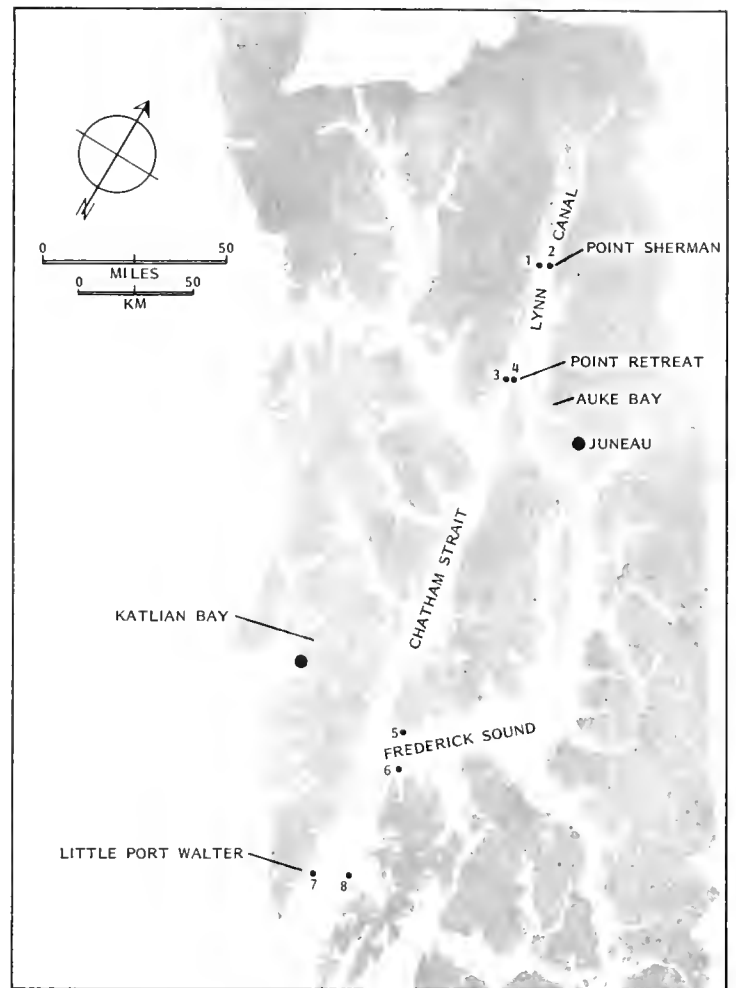 N
0 50
MILES
0 50
KM
CANAL
1 2
POINT SHERMAN
LYNN
3 4
POINT RETREAT
AUKE BAY
JUNEAU
CHATHAM STRAIT
KATLIAN BAY
5
FREDERICK SOUND
6
LITTLE PORT WALTER
7 8